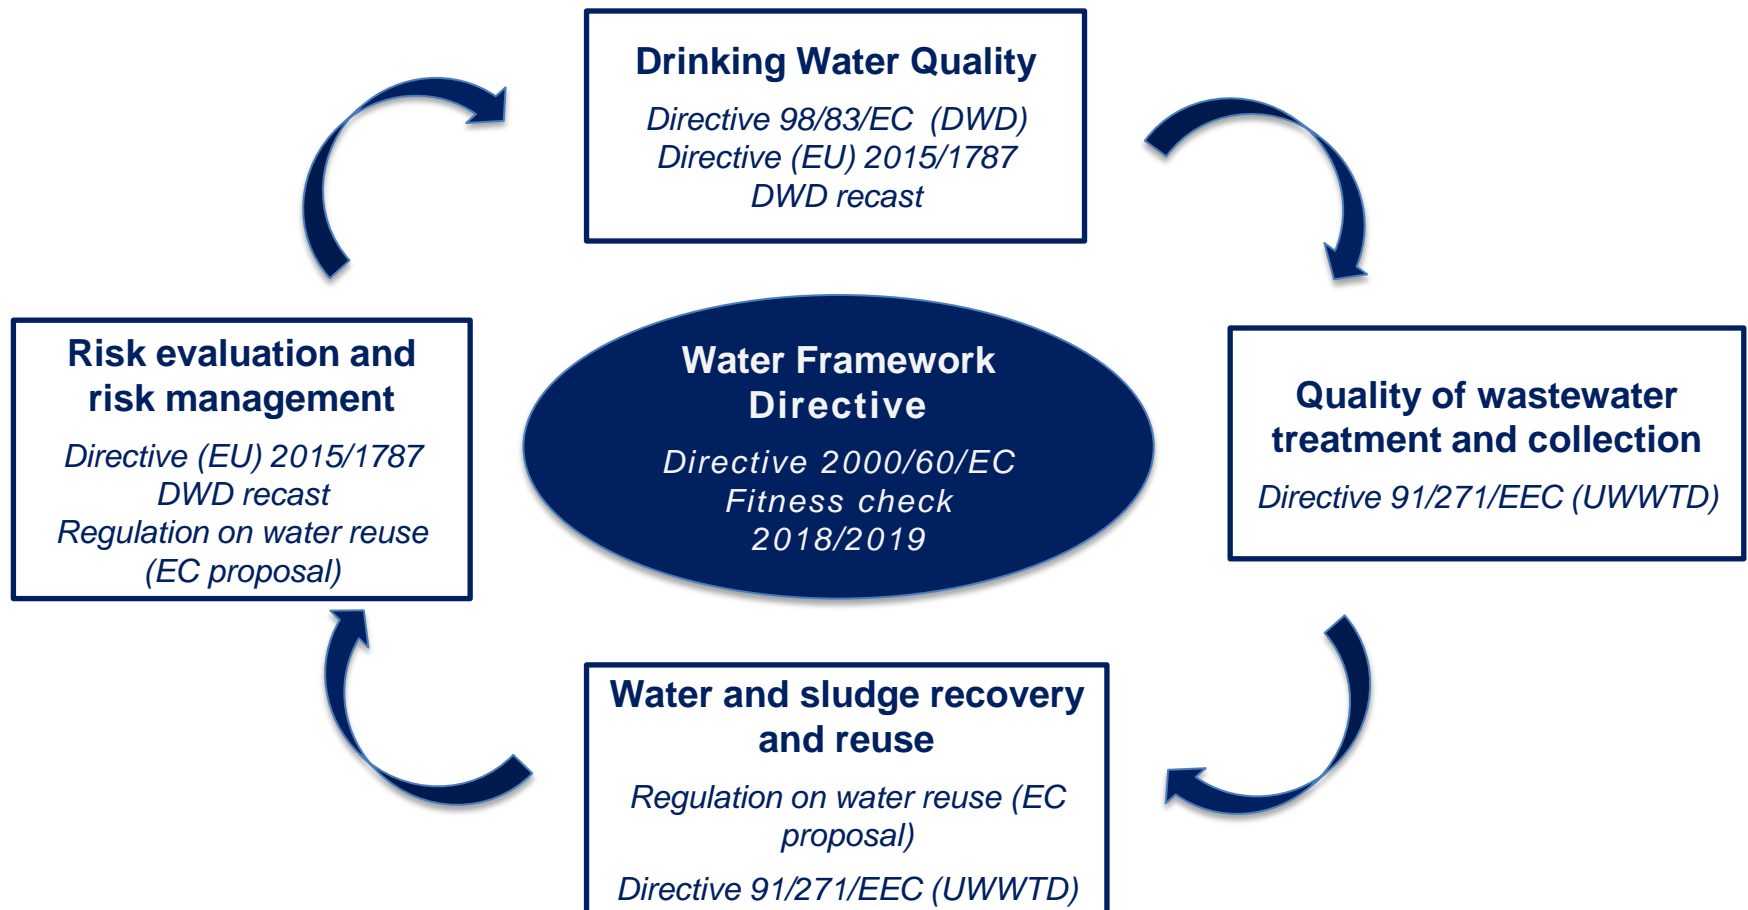 Drinking Water Quality
Directive 98/83/EC (DWD)
Directive (EU) 2015/1787
DWD recast
Risk evaluation and
risk management
Directive (EU) 2015/1787
DWD recast
Regulation on water reuse
(EC proposal)
Water Framework
Directive
Directive 2000/60/EC
Fitness check
2018/2019
Quality of wastewater
treatment and collection
Directive 91/271/EEC (UWWTD)
Water and sludge recovery
and reuse
Regulation on water reuse (EC
proposal)
Directive 91/271/EEC (UWWTD)